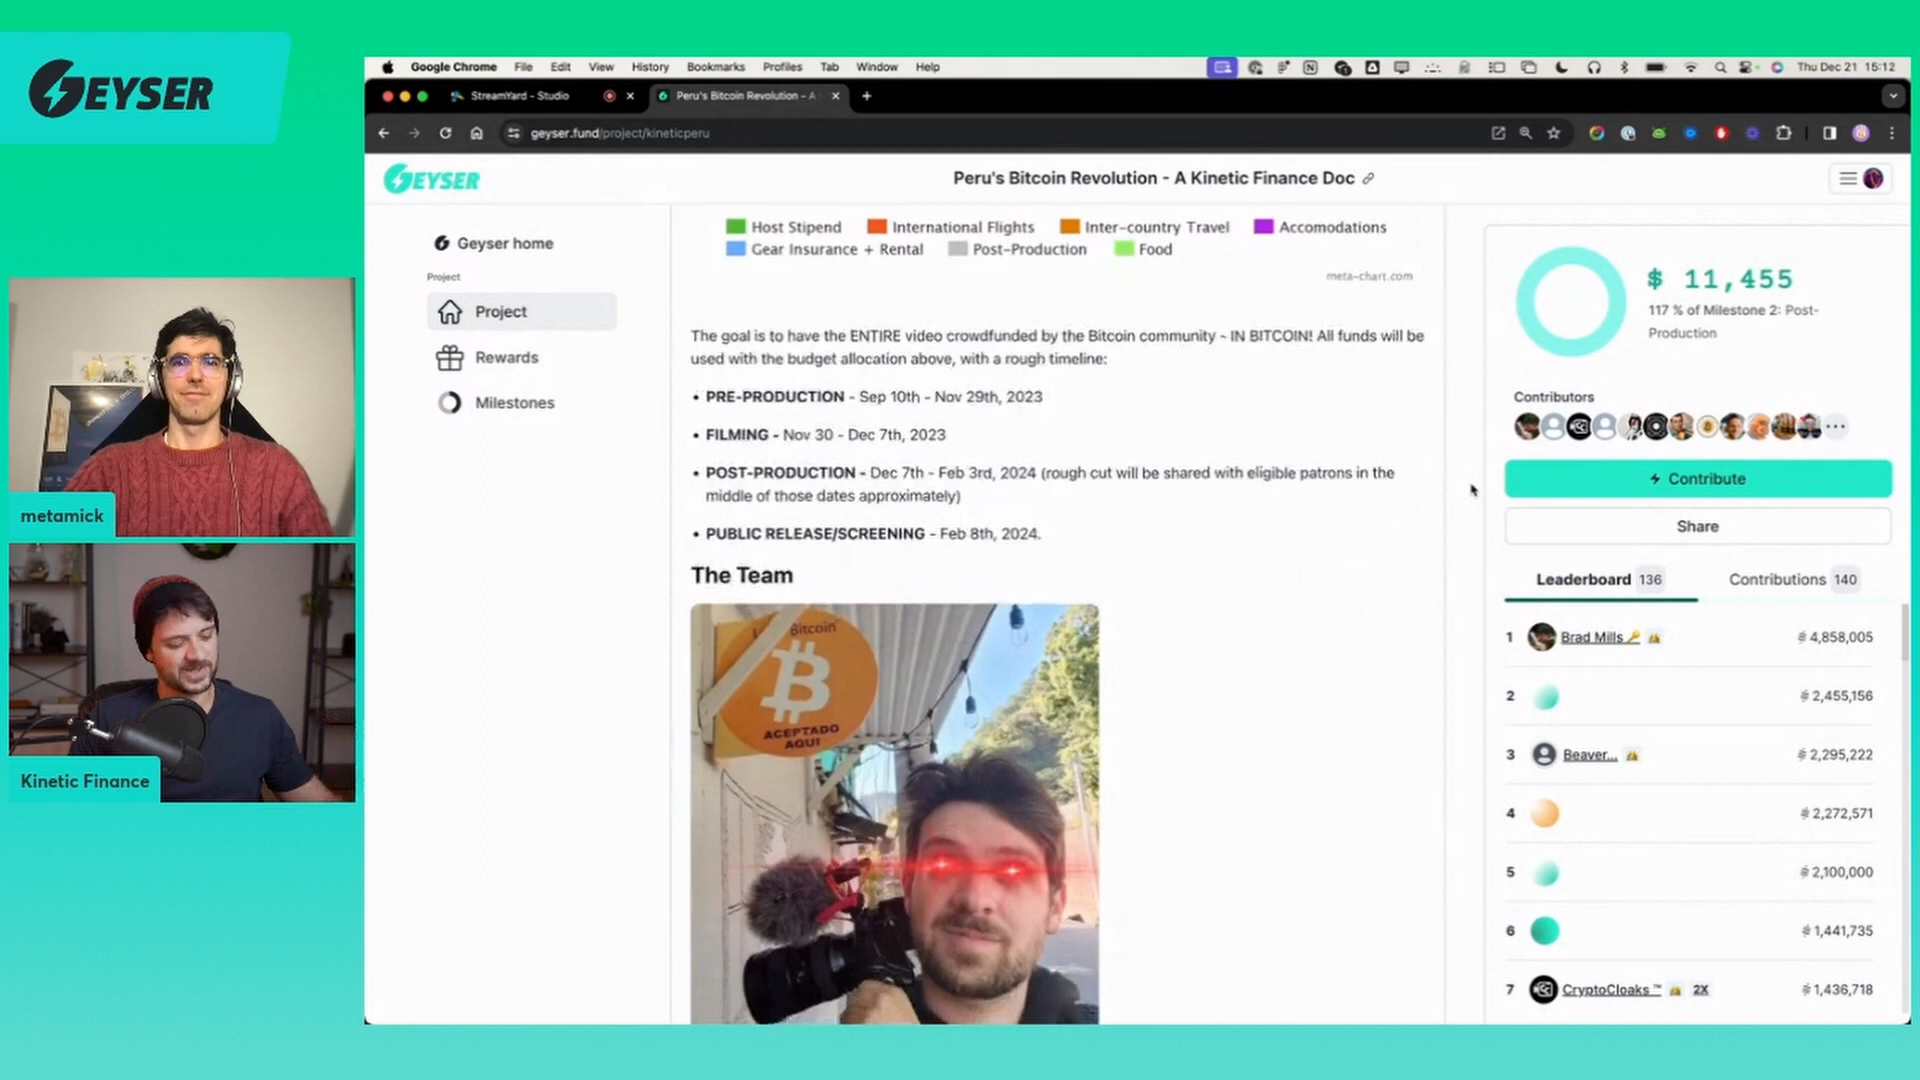 GEYSER
metamick
Kinetic Finance
Google Chrome File Edit View History Bookmarks Profiles Tab Window Help
Thu Dec 21 15:12
StreamYard - Studio
Peru's Bitcoin Revolution - A
geyser.fund/project/kineticperu
GEYSER
Peru's Bitcoin Revolution - A Kinetic Finance Doc
Geyser home
Project
Project
Rewards
Milestones
Host Stipend International Flights Inter-country Travel Accomodations
Gear Insurance + Rental Post-Production Food
meta-chart.com
The goal is to have the ENTIRE video crowdfunded by the Bitcoin community ~ IN BITCOIN! All funds will be
used with the budget allocation above, with a rough timeline:
• PRE-PRODUCTION - Sep 10th - Nov 29th, 2023
• FILMING - Nov 30 - Dec 7th, 2023
• POST-PRODUCTION - Dec 7th - Feb 3rd, 2024 (rough cut will be shared with eligible patrons in the
middle of those dates approximately)
• PUBLIC RELEASE/SCREENING - Feb 8th, 2024.
The Team
Bitcoin
ACEPTADO
AQUI
$ 11,455
117 % of Milestone 2: Post-
Production
Contributors
Contribute
Share
Leaderboard 136 Contributions 140
1 Brad Mills 4,858,005
2 2,455,156
3 Beaver... 2,295,222
4 2,272,571
5 2,100,000
6 1,441,735
7 CryptoCloaks ™ 2X 1,436,718